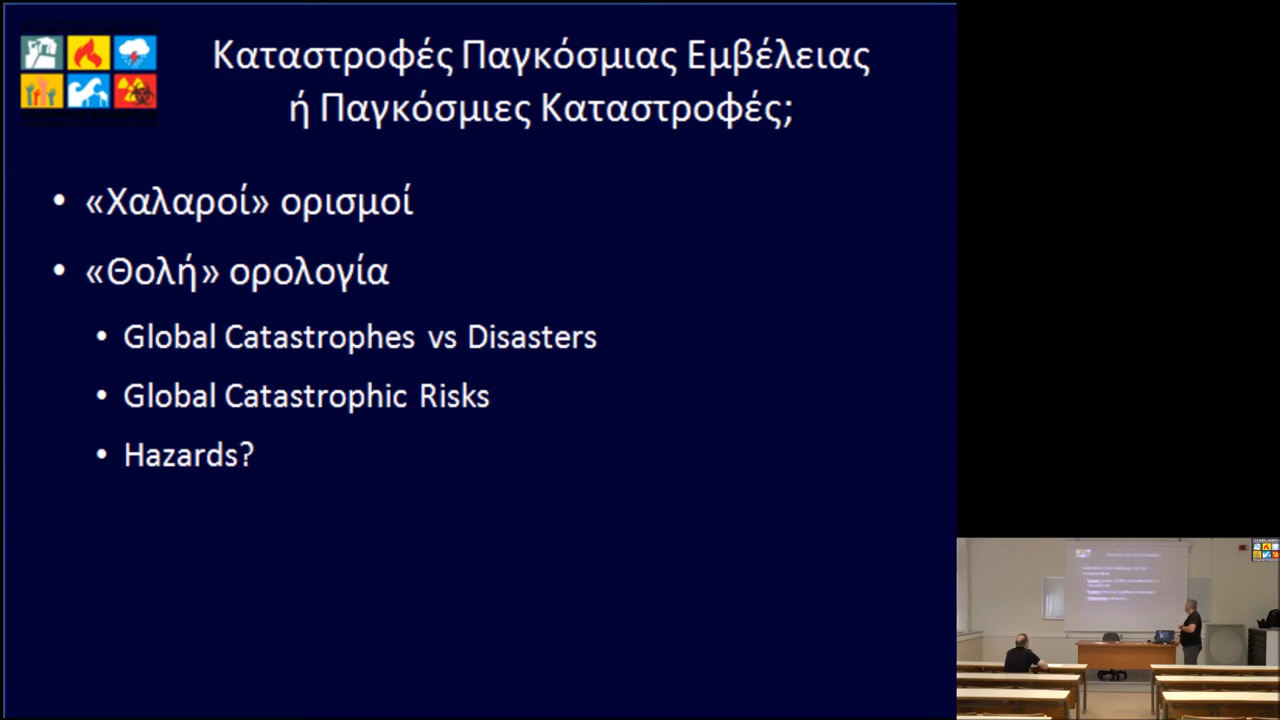 Καταστροφές Παγκόσμιας Εμβέλειας
ή Παγκόσμιες Καταστροφές;
• «Χαλαροί» ορισμοί
• «Θολή» ορολογία
• Global Catastrophes vs Disasters
• Global Catastrophic Risks
• Hazards?